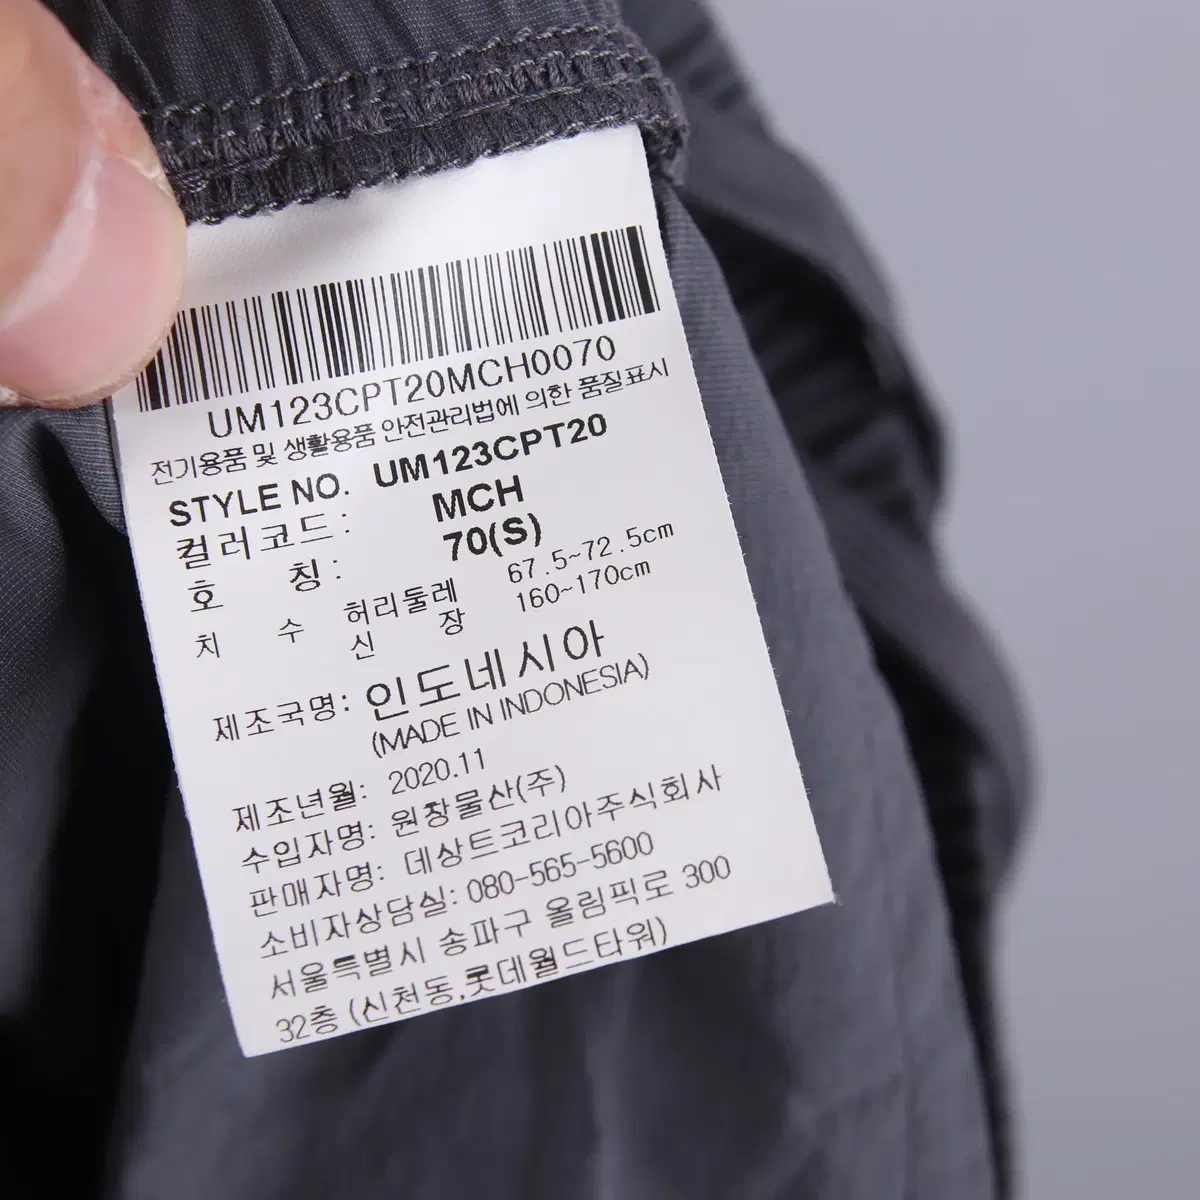 UM123CPT20MCH0070
전기용품 및 생활용품 안전관리법에 의한 품질표시
STYLE NO. UM123CPT20
컬러코드: MCH
호 칭: 70(S)
치 수 허리둘레 67.5~72.5cm
신 장 160~170cm
제조국명: 인도네시아
(MADE IN INDONESIA)
제조년월: 2020.11
수입자명: 원창물산(주)
판매자명: 데상트코리아주식회사
소비자상담실: 080-565-5600
서울특별시 송파구 올림픽로 300
32층 (신천동,롯데월드타워)